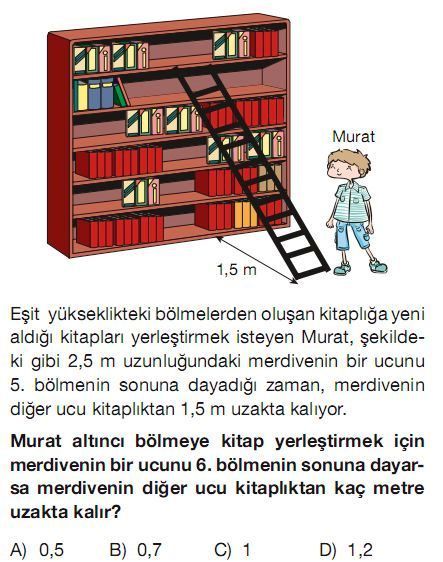 Murat
1,5 m
Eşit yükseklikteki bölmelerden oluşan kitaplığa yeni
aldığı kitapları yerleştirmek isteyen Murat, şekilde-
ki gibi 2,5 m uzunluğundaki merdivenin bir ucunu
5. bölmenin sonuna dayadığı zaman, merdivenin
diğer ucu kitaplıktan 1,5 m uzakta kalıyor.
Murat altıncı bölmeye kitap yerleştirmek için
merdivenin bir ucunu 6. bölmenin sonuna dayar-
sa merdivenin diğer ucu kitaplıktan kaç metre
uzakta kalır?
A) 0,5 B) 0,7 C) 1 D) 1,2